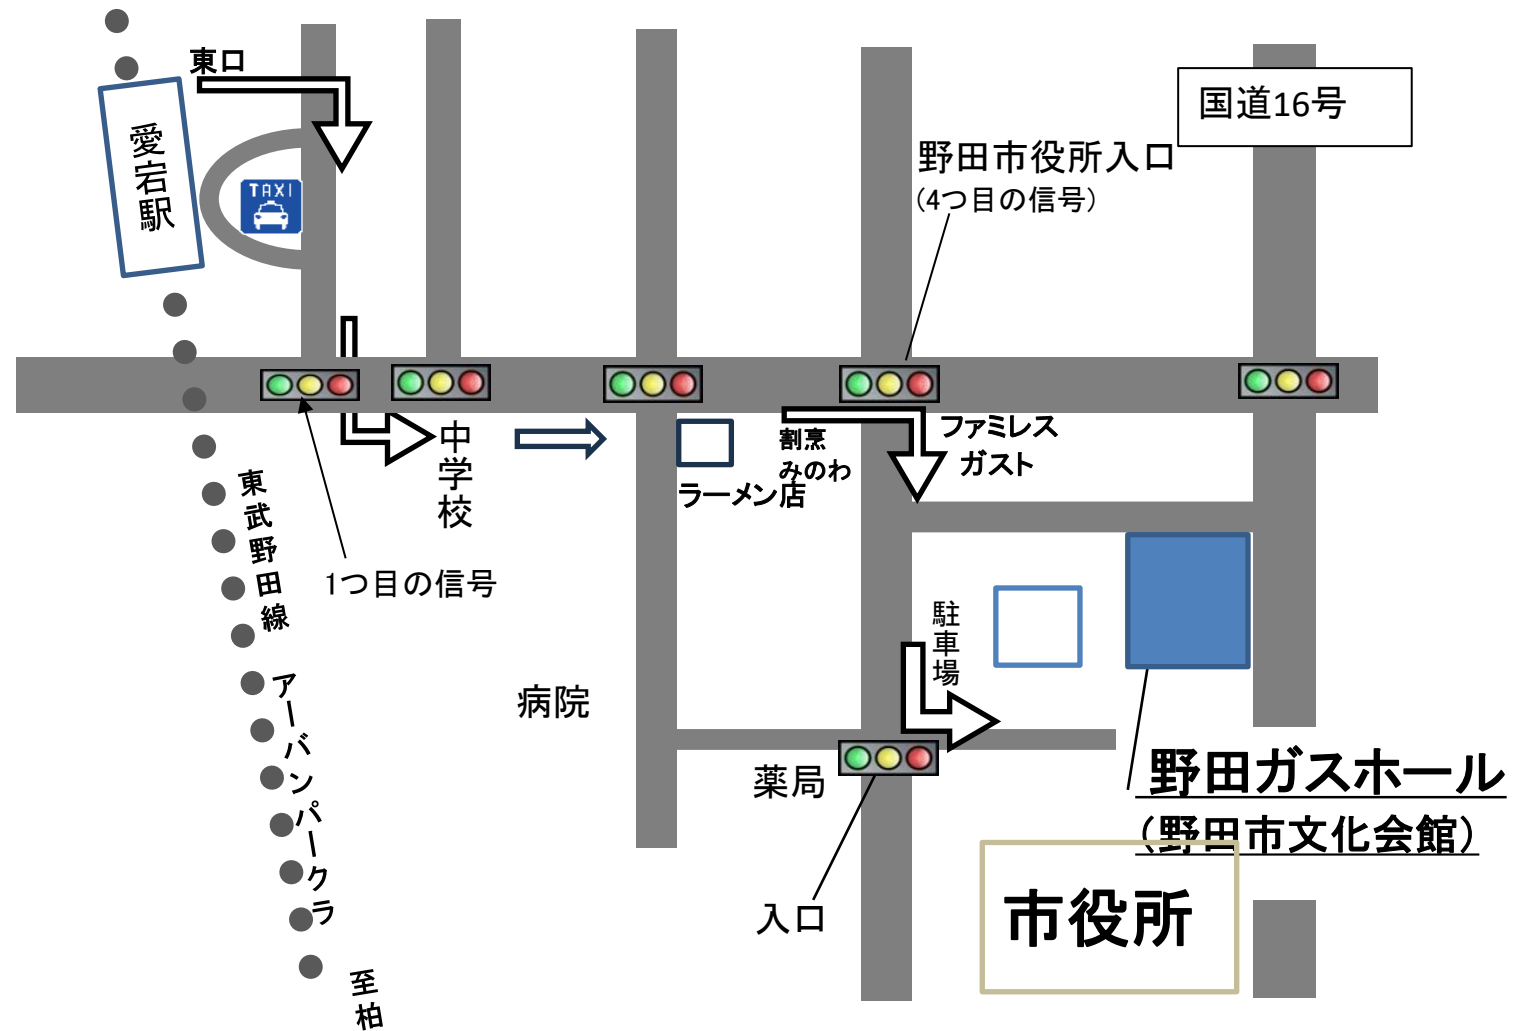 東口
愛宕駅
TAXI
国道16号
野田市役所入口
(4つ目の信号)
中学校
割烹
みのわ
ファミレス
ガスト
ラーメン店
東武野田線
1つ目の信号
アーバンパークラ
駐車場
病院
薬局
野田ガスホール
(野田市文化会館)
入口
市役所
至柏